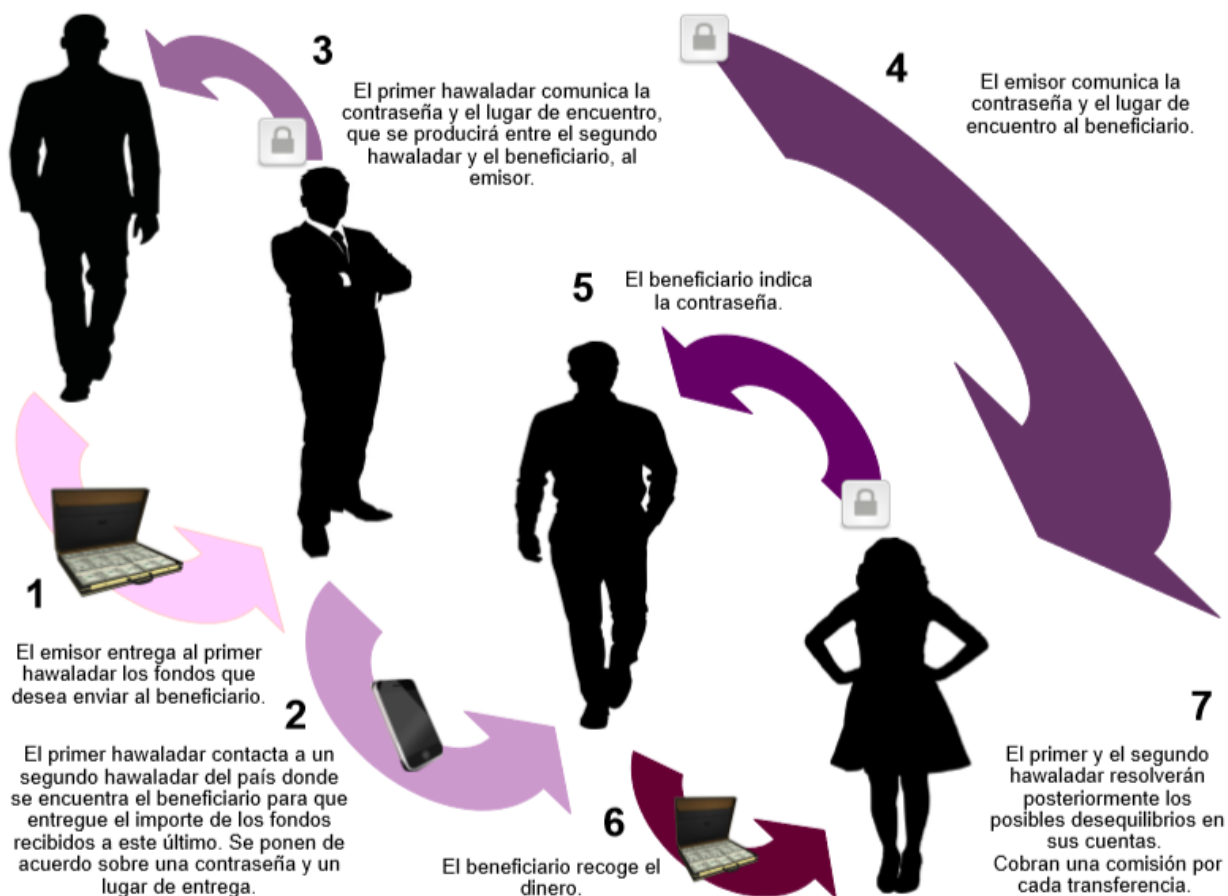 1
El emisor entrega al primer
hawaladar los fondos que
desea enviar al beneficiario.
2
El primer hawaladar contacta a un
segundo hawaladar del país donde
se encuentra el beneficiario para que
entregue el importe de los fondos
recibidos a este último. Se ponen de
acuerdo sobre una contraseña y un
lugar de entrega.
3
El primer hawaladar comunica la
contraseña y el lugar de encuentro,
que se producirá entre el segundo
hawaladar y el beneficiario, al
emisor.
4
El emisor comunica la
contraseña y el lugar de
encuentro al beneficiario.
5
El beneficiario indica
la contraseña.
6
El beneficiario recoge el
dinero.
7
El primer y el segundo
hawaladar resolverán
posteriormente los
posibles desequilibrios en
sus cuentas.
Cobran una comisión por
cada transferencia.